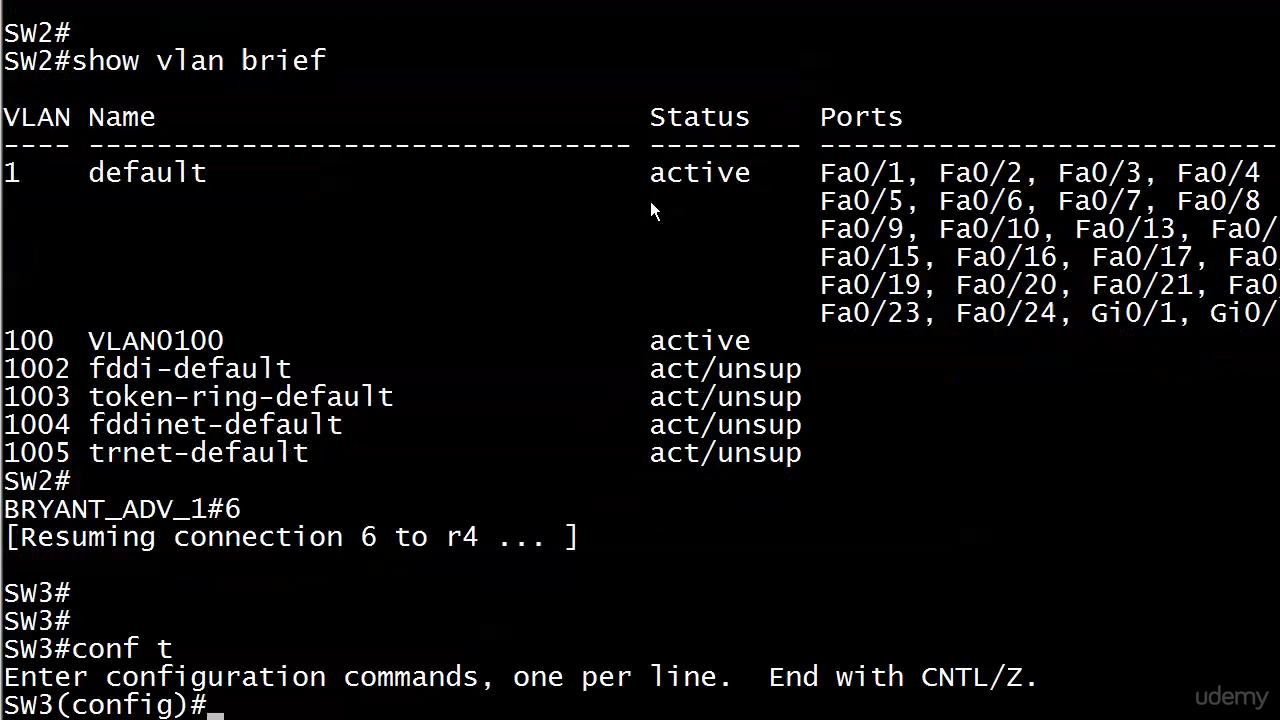 SW2#
SW2#show vlan brief
VLAN Name Status Ports
---- -------------------------------- --------- ---------------------------
1 default active Fa0/1, Fa0/2, Fa0/3, Fa0/4
Fa0/5, Fa0/6, Fa0/7, Fa0/8
Fa0/9, Fa0/10, Fa0/13, Fa0/
Fa0/15, Fa0/16, Fa0/17, Fa0
Fa0/19, Fa0/20, Fa0/21, Fa0
Fa0/23, Fa0/24, Gi0/1, Gi0/
100 VLAN0100 active
1002 fddi-default act/unsup
1003 token-ring-default act/unsup
1004 fddinet-default act/unsup
1005 trnet-default act/unsup
SW2#
BRYANT_ADV_1#6
[Resuming connection 6 to r4 ... ]
SW3#
SW3#
SW3#conf t
Enter configuration commands, one per line. End with CNTL/Z.
SW3(config)#
udemy